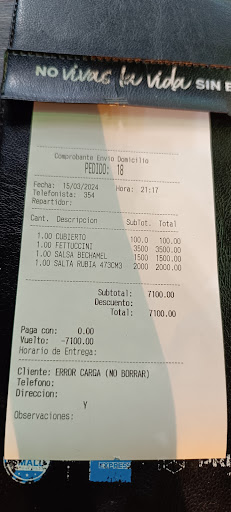 NO vivas la vida SIN
Comprobante Envio Domicilio
PEDIDO: 18
Fecha: 15/03/2024 Hora: 21:17
Telefonista: 354
Repartidor:
Cant. Descripcion SubTot. Total
1.00 CUBIERTO 100.0 100.00
1.00 FETTUCCINI 3500 3500.00
1.00 SALSA BECHAMEL 1500 1500.00
1.00 SALTA RUBIA 473CM3 2000 2000.00
Subtotal: 7100.00
Descuento:
Total: 7100.00
Paga con: 0.00
Vuelto: -7100.00
Horario de Entrega:
Cliente: ERROR CARGA (NO BORRAR)
Telefono:
Direccion:
Y
Observaciones: